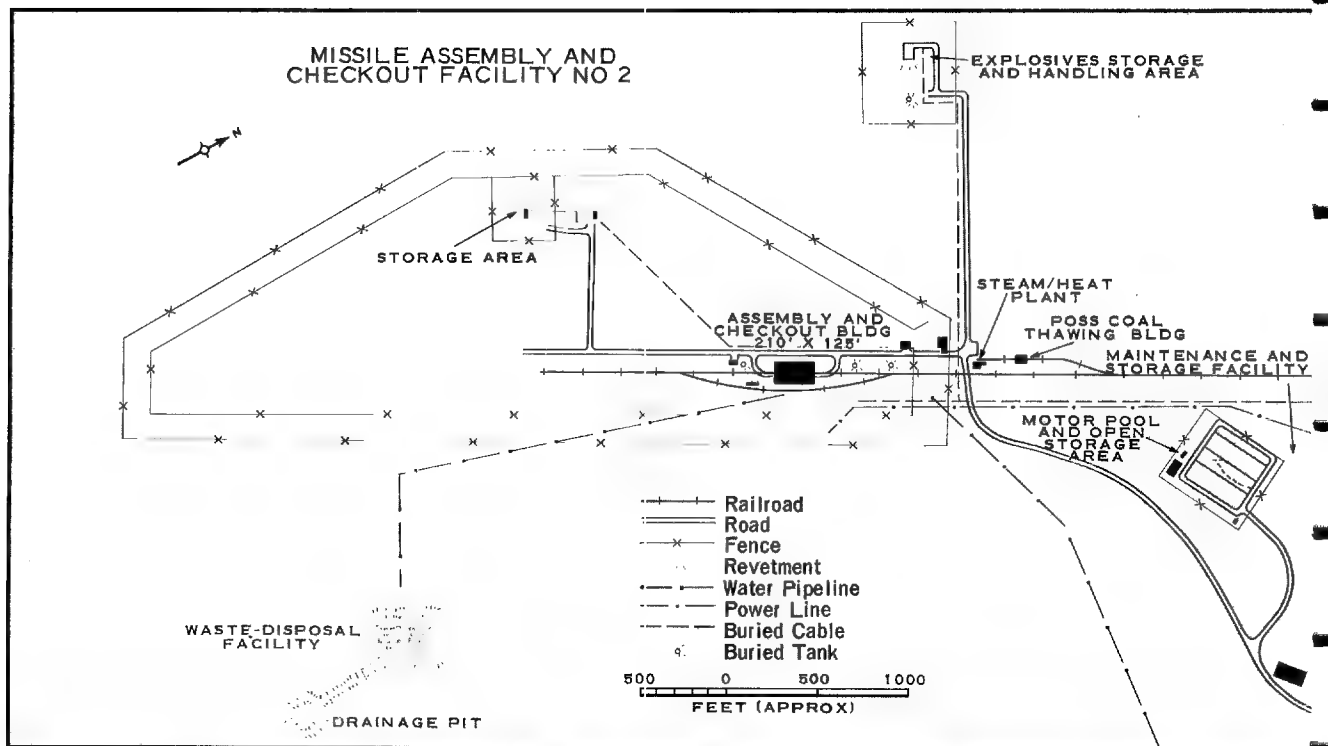 MISSILE ASSEMBLY AND
CHECKOUT FACILITY NO 2
EXPLOSIVES STORAGE
AND HANDLING AREA
N
STORAGE AREA
STEAM/HEAT
PLANT
ASSEMBLY AND
CHECKOUT BLDG
210' X 125'
POSS COAL
THAWING BLDG
MAINTENANCE AND
STORAGE FACILITY
MOTOR POOL
AND OPEN
STORAGE
AREA
Railroad
Road
Fence
Revetment
Water Pipeline
Power Line
Buried Cable
Buried Tank
WASTE-DISPOSAL
FACILITY
DRAINAGE PIT
500 0 500 1000
FEET (APPROX)